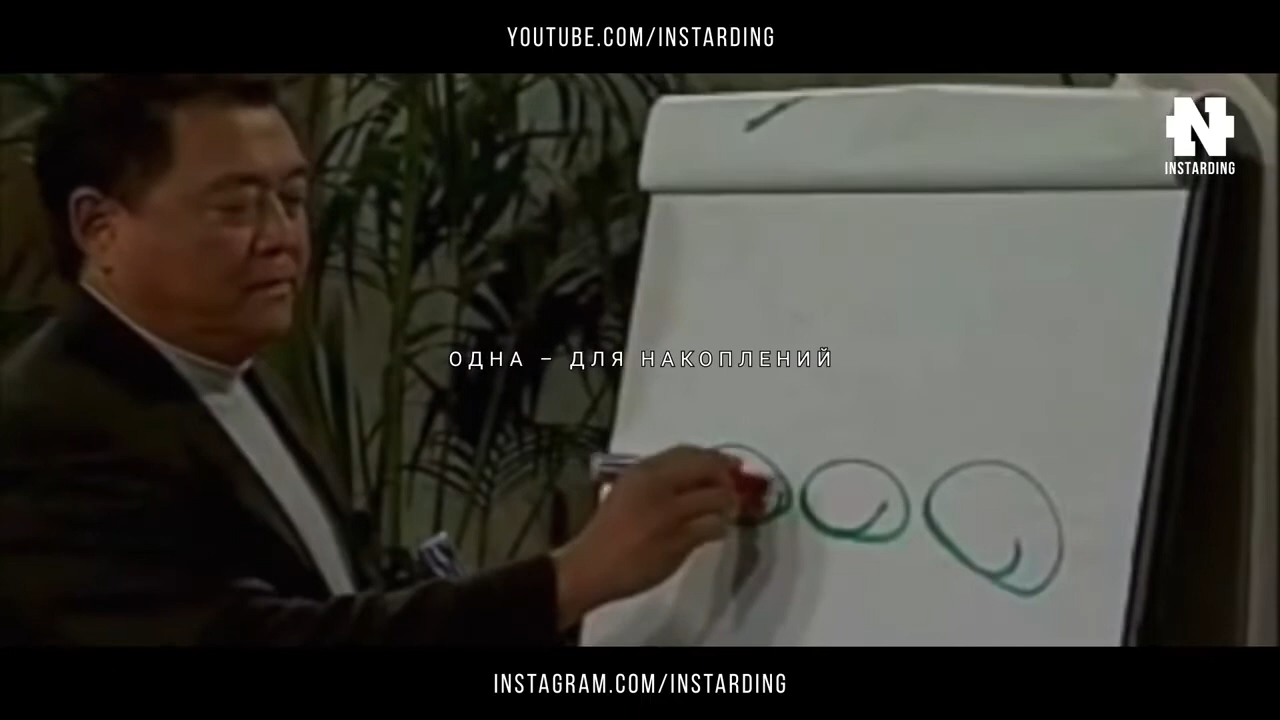 YOUTUBE.COM/INSTARDING
N
INSTARDING
ОДНА – ДЛЯ НАКОПЛЕНИЙ
INSTAGRAM.COM/INSTARDING